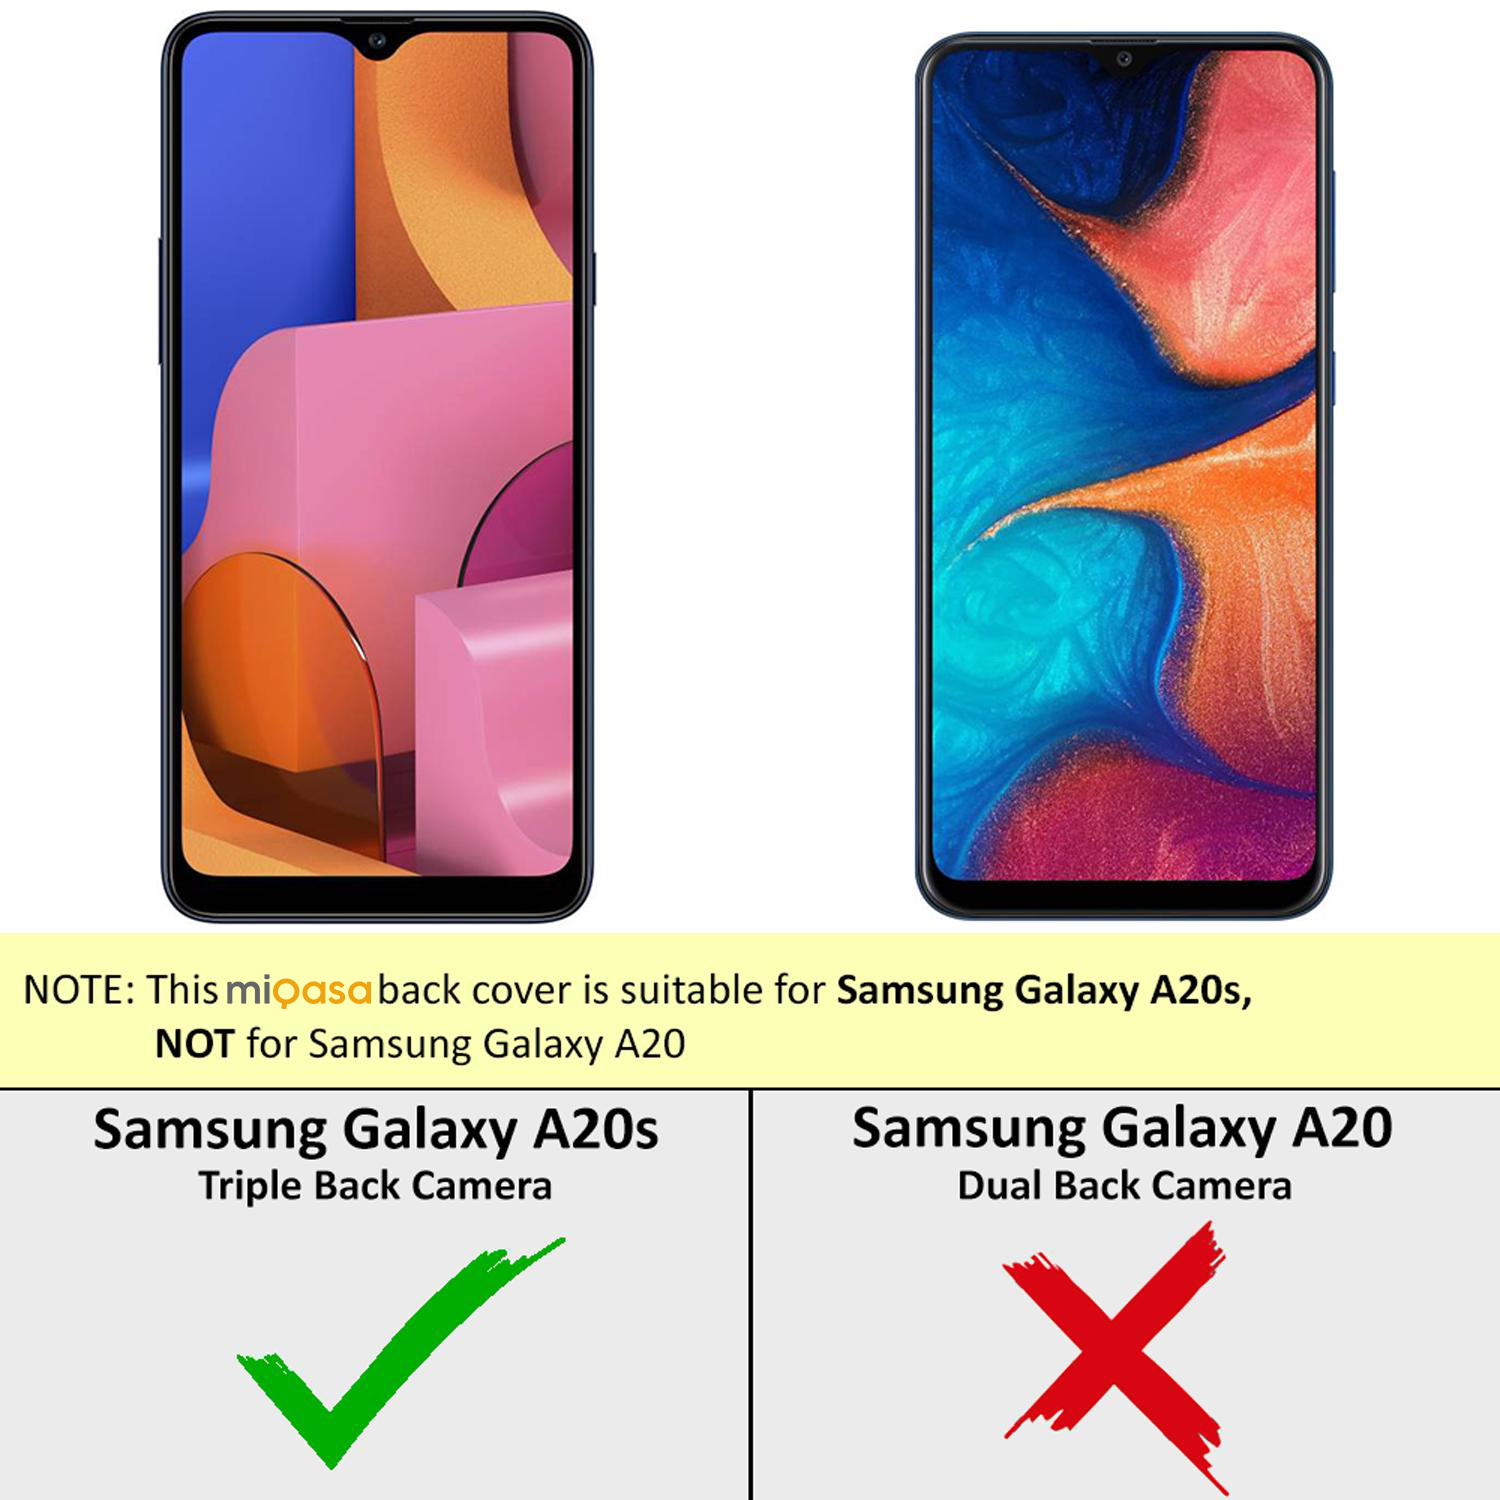 NOTE: This miQasa back cover is suitable for Samsung Galaxy A20s,
NOT for Samsung Galaxy A20
Samsung Galaxy A20s
Triple Back Camera
Samsung Galaxy A20
Dual Back Camera